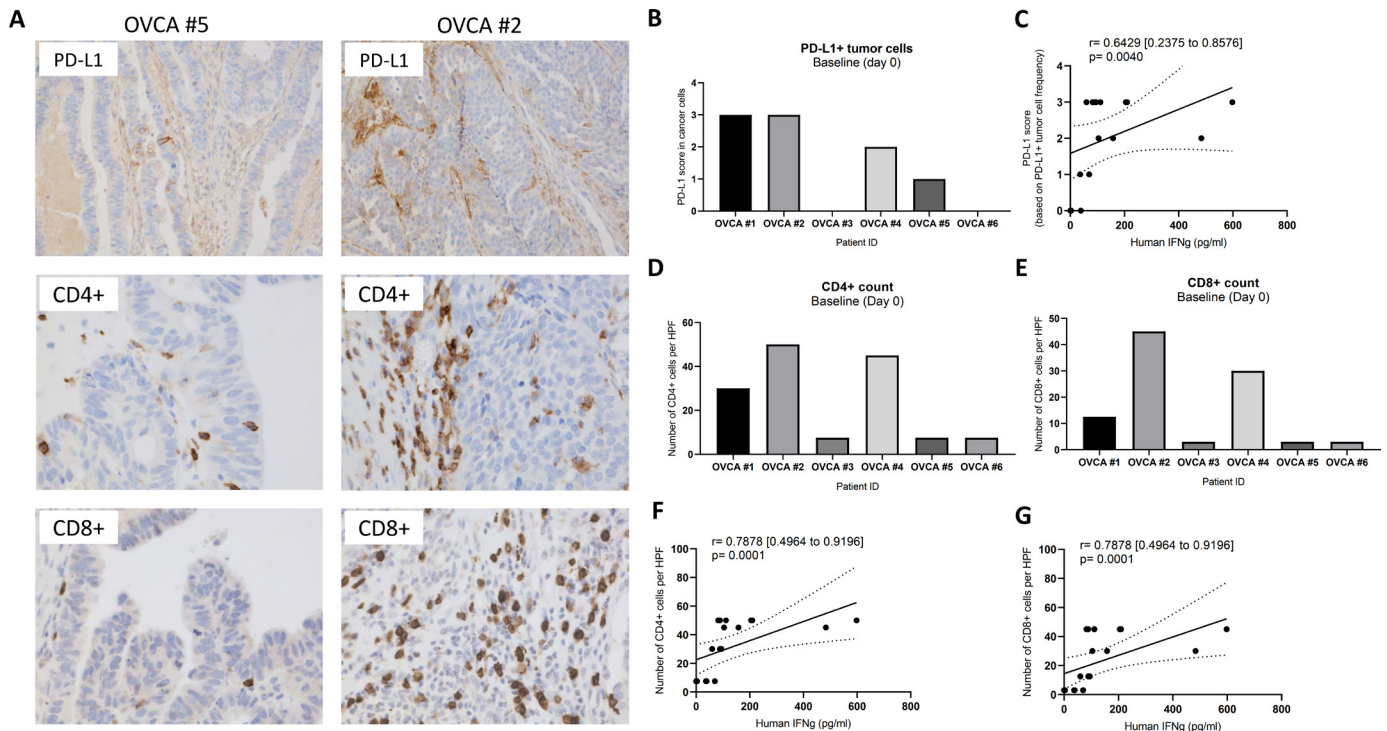 A
OVCA #5
OVCA #2
PD-L1
PD-L1
CD4+
CD4+
CD8+
CD8+
B
PD-L1+ tumor cells
Baseline (day 0)
PD-L1 score in cancer cells
4
3
2
1
0
OVCA #1 OVCA #2 OVCA #3 OVCA #4 OVCA #5 OVCA #6
Patient ID
C
r= 0.6429 [0.2375 to 0.8576]
p= 0.0040
PD-L1 score
(based on PD-L1+ tumor cell frequency)
4
3
2
1
0
0 200 400 600 800
Human IFNg (pg/ml)
D
CD4+ count
Baseline (Day 0)
Number of CD4+ cells per HPF
60
40
20
0
OVCA #1 OVCA #2 OVCA #3 OVCA #4 OVCA #5 OVCA #6
Patient ID
E
CD8+ count
Baseline (Day 0)
Number of CD8+ cells per HPF
50
40
30
20
10
0
OVCA #1 OVCA #2 OVCA #3 OVCA #4 OVCA #5 OVCA #6
Patient ID
F
r= 0.7878 [0.4964 to 0.9196]
p= 0.0001
Number of CD4+ cells per HPF
100
80
60
40
20
0
0 200 400 600 800
Human IFNg (pg/ml)
G
r= 0.7878 [0.4964 to 0.9196]
p= 0.0001
Number of CD8+ cells per HPF
100
80
60
40
20
0
0 200 400 600 800
Human IFNg (pg/ml)